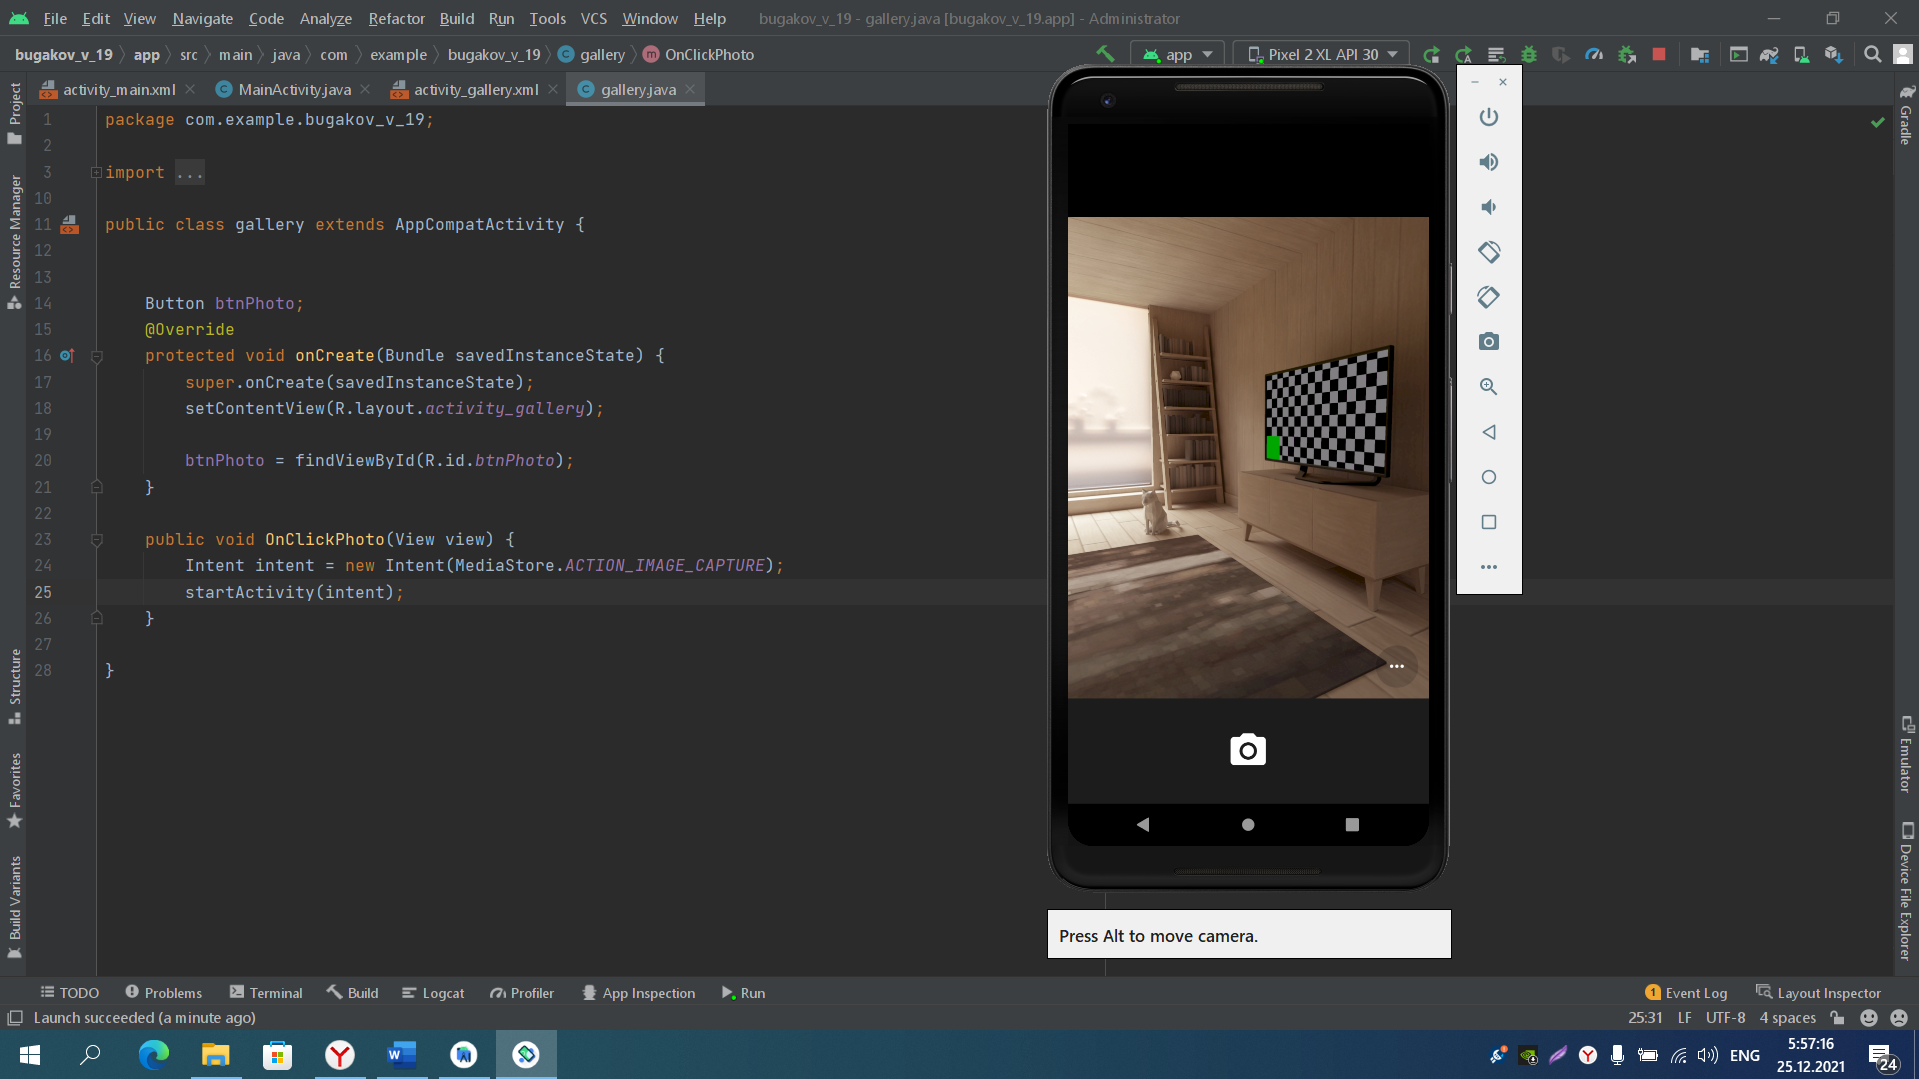 File Edit View Navigate Code Analyze Refactor Build Run Tools VCS Window Help bugakov_v_19 - gallery.java [bugakov_v_19.app] - Administrator
bugakov_v_19 app src main java com example bugakov_v_19 gallery OnClickPhoto app Pixel 2 XL API 30
activity_main.xml MainActivity.java activity_gallery.xml gallery.java
Project
Resource Manager
Structure
Favorites
Build Variants
1 package com.example.bugakov_v_19;
2
3 import ...
10
11 public class gallery extends AppCompatActivity {
12
13
14 Button btnPhoto;
15 @Override
16 protected void onCreate(Bundle savedInstanceState) {
17 super.onCreate(savedInstanceState);
18 setContentView(R.layout.activity_gallery);
19
20 btnPhoto = findViewById(R.id.btnPhoto);
21 }
22
23 public void OnClickPhoto(View view) {
24 Intent intent = new Intent(MediaStore.ACTION_IMAGE_CAPTURE);
25 startActivity(intent);
26 }
27
28 }
Press Alt to move camera.
Gradle
Emulator
Device File Explorer
TODO Problems Terminal Build Logcat Profiler App Inspection Run 1 Event Log Layout Inspector
Launch succeeded (a minute ago) 25:31 LF UTF-8 4 spaces
ENG 5:57:16
25.12.2021
24